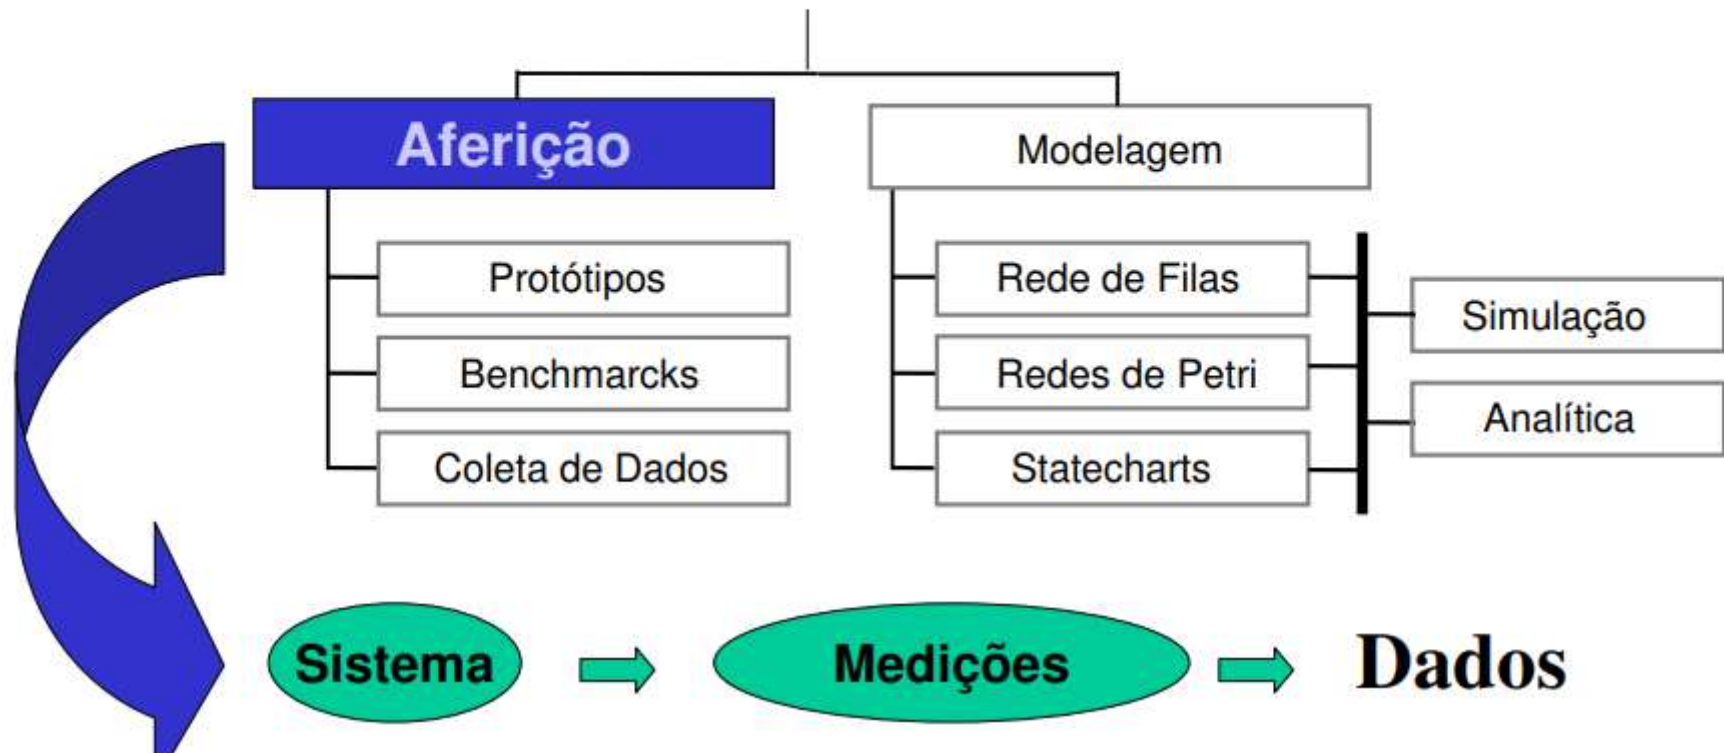 Aferição
Modelagem
Protótipos
Rede de Filas
Simulação
Benchmarcks
Redes de Petri
Analítica
Coleta de Dados
Statecharts
Sistema
Medições
Dados